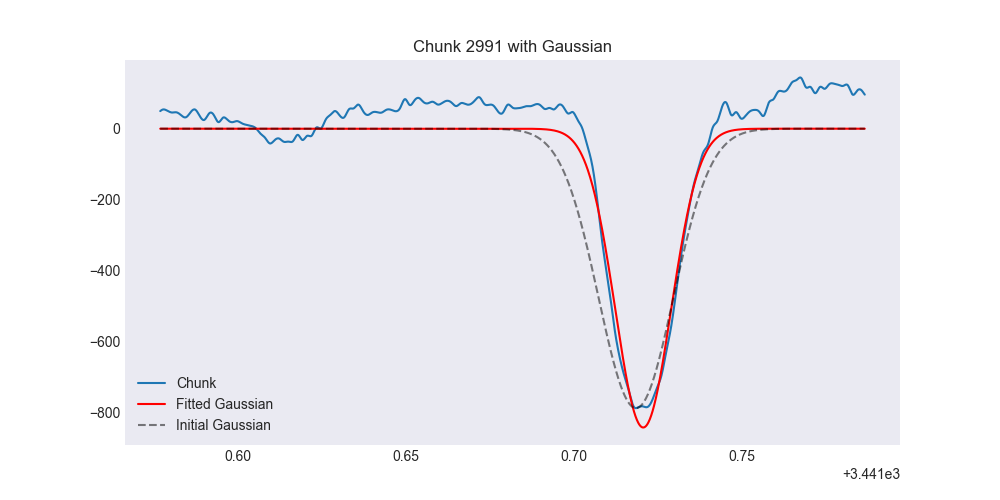 Chunk 2991 with Gaussian
0
−200
−400
−600
−800
Chunk
Fitted Gaussian
Initial Gaussian
0.60 0.65 0.70 0.75
+3.441e3